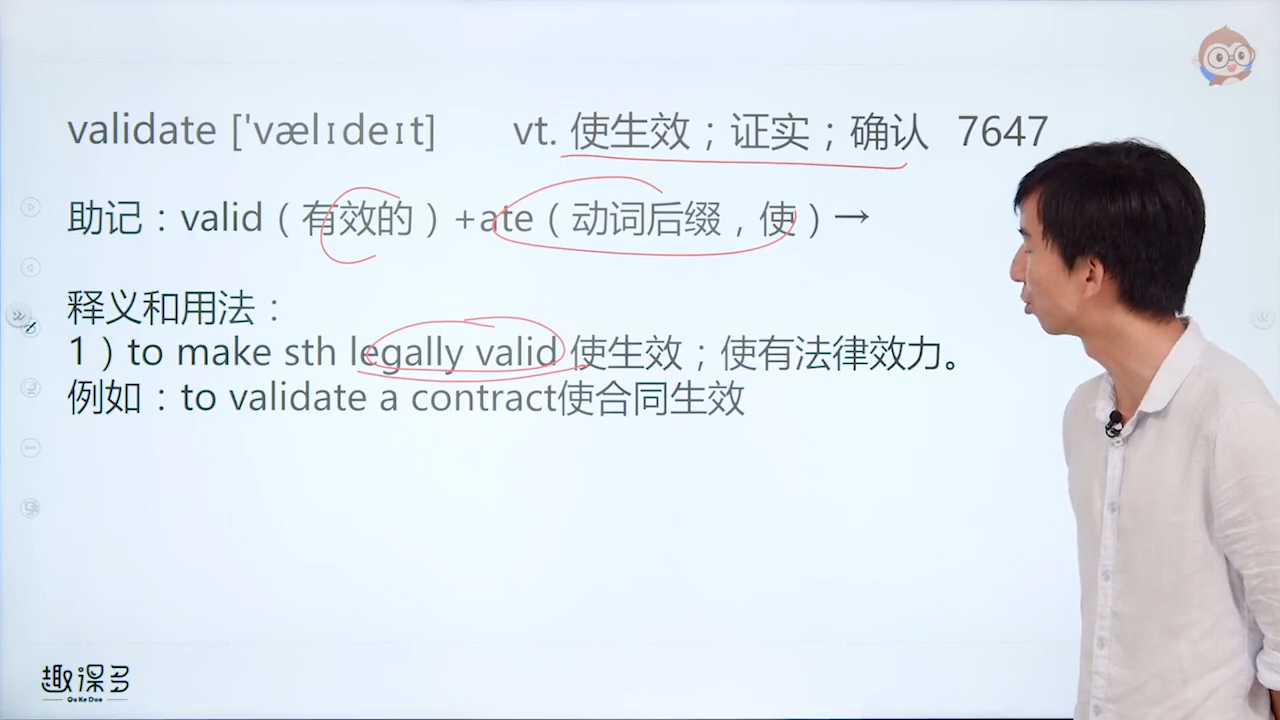 validate ['vælɪdeɪt] vt. 使生效；证实；确认 7647
助记：valid（有效的）+ate（动词后缀，使）→
释义和用法：
1）to make sth legally valid 使生效；使有法律效力。
例如：to validate a contract使合同生效
趣课多
Qu Ke Duo